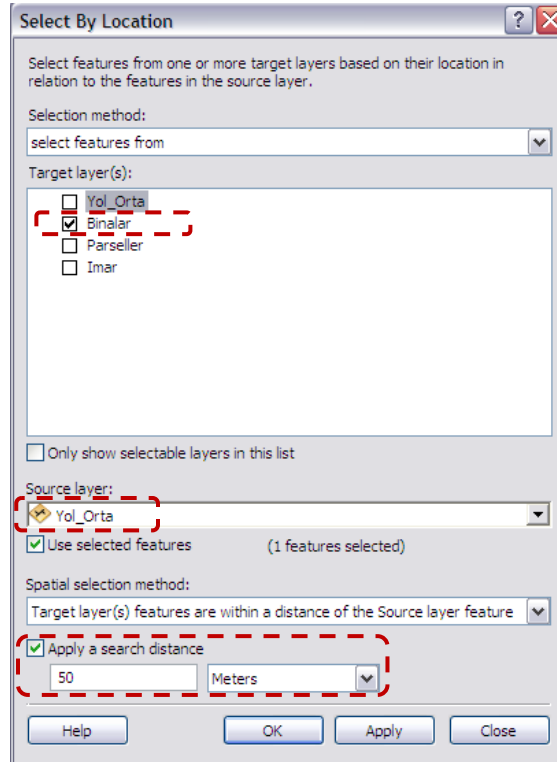 Select By Location
?
Select features from one or more target layers based on their location in
relation to the features in the source layer.
Selection method:
select features from
Target layer(s):
Yol_Orta
Binalar
Parseller
Imar
Only show selectable layers in this list
Source layer:
Yol_Orta
Use selected features (1 features selected)
Spatial selection method:
Target layer(s) features are within a distance of the Source layer feature
Apply a search distance
50 Meters
Help OK Apply Close